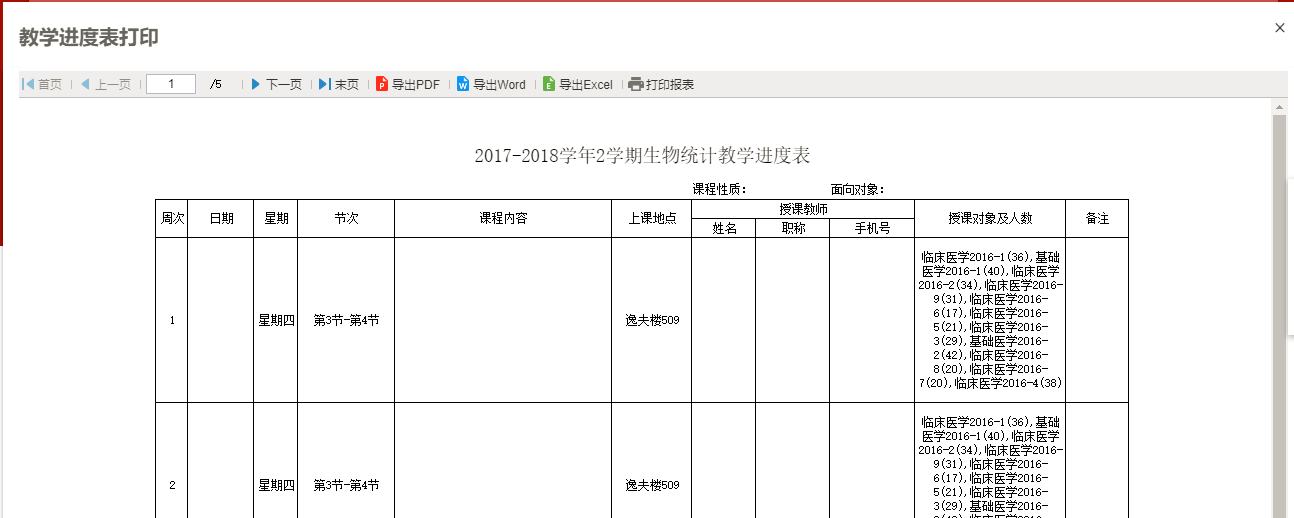 教学进度表打印
首页 上一页 1 /5 下一页 末页 导出PDF 导出Word 导出Excel 打印报表
2017-2018学年2学期生物统计教学进度表
课程性质： 面向对象：
周次 日期 星期 节次 课程内容 上课地点 授课教师 授课对象及人数 备注
姓名 职称 手机号
1 星期四 第3节-第4节 逸夫楼509
临床医学2016-1(36),基础
医学2016-1(40),临床医学
2016-2(34),临床医学2016-
9(31),临床医学2016-
6(17),临床医学2016-
5(21),临床医学2016-
3(29),基础医学2016-
2(42),临床医学2016-
8(20),临床医学2016-
7(20),临床医学2016-4(38)
2 星期四 第3节-第4节 逸夫楼509
临床医学2016-1(36),基础
医学2016-1(40),临床医学
2016-2(34),临床医学2016-
9(31),临床医学2016-
6(17),临床医学2016-
5(21),临床医学2016-
3(29),基础医学2016-